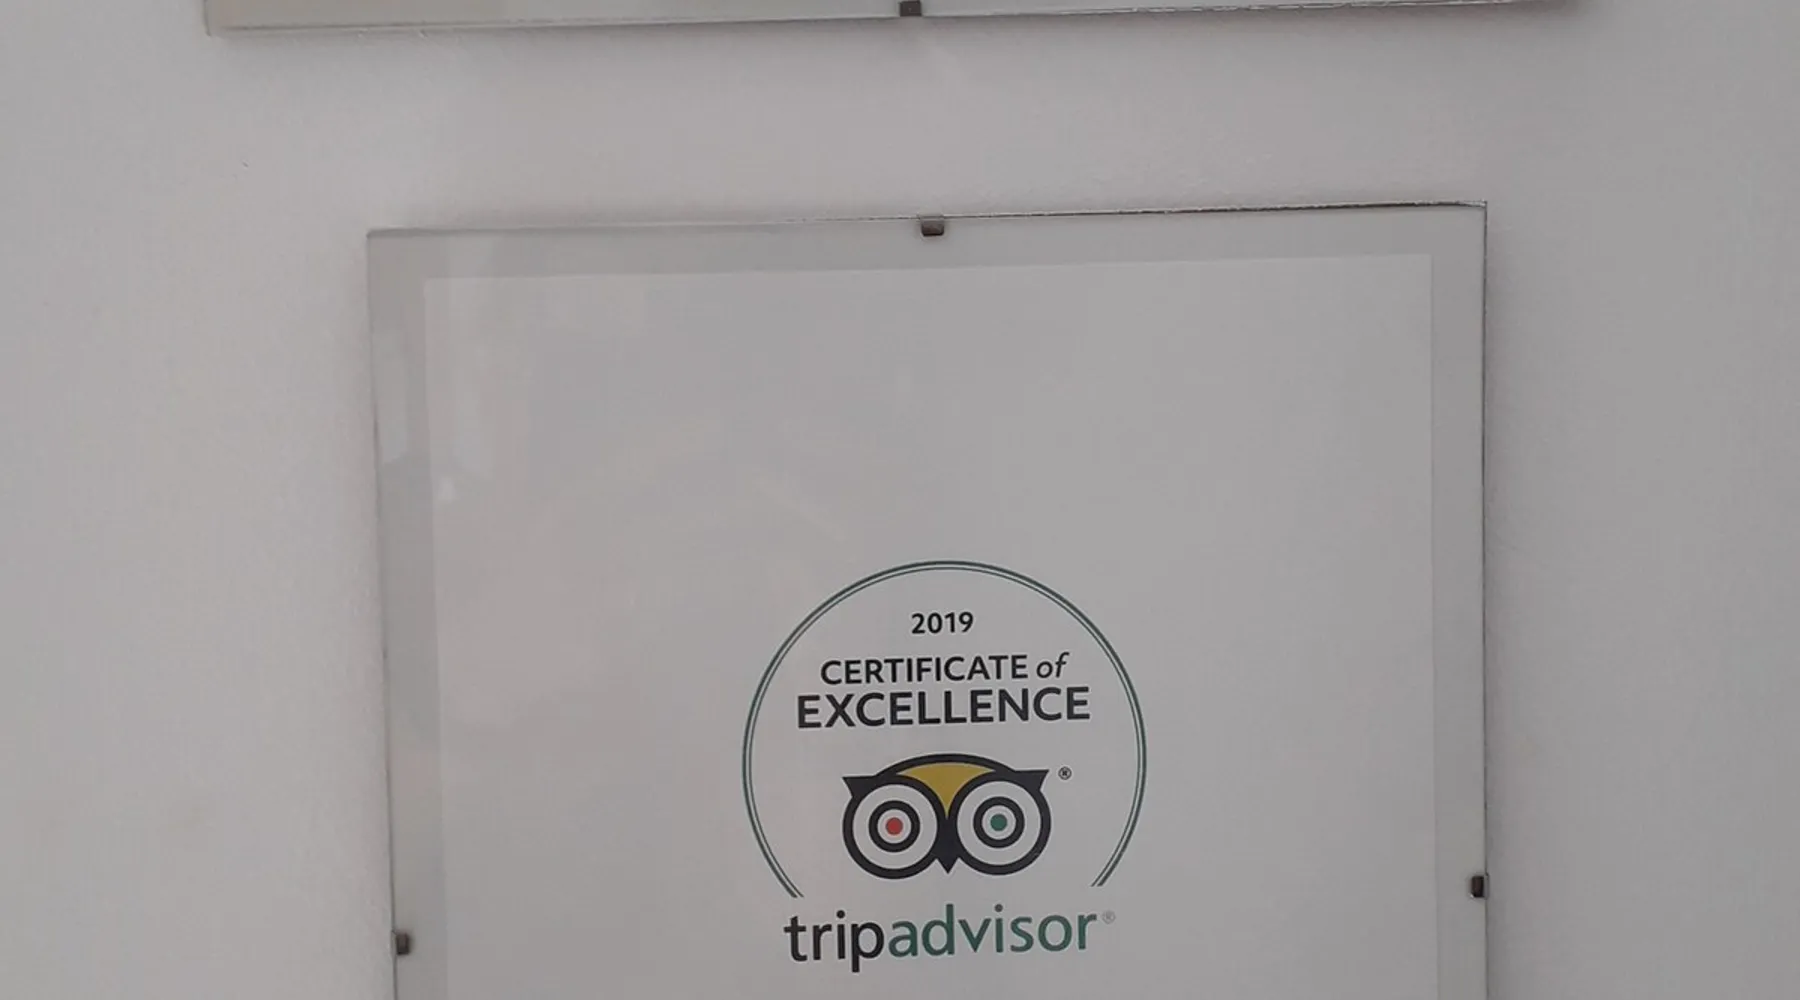 2019
CERTIFICATE of
EXCELLENCE
®
tripadvisor®